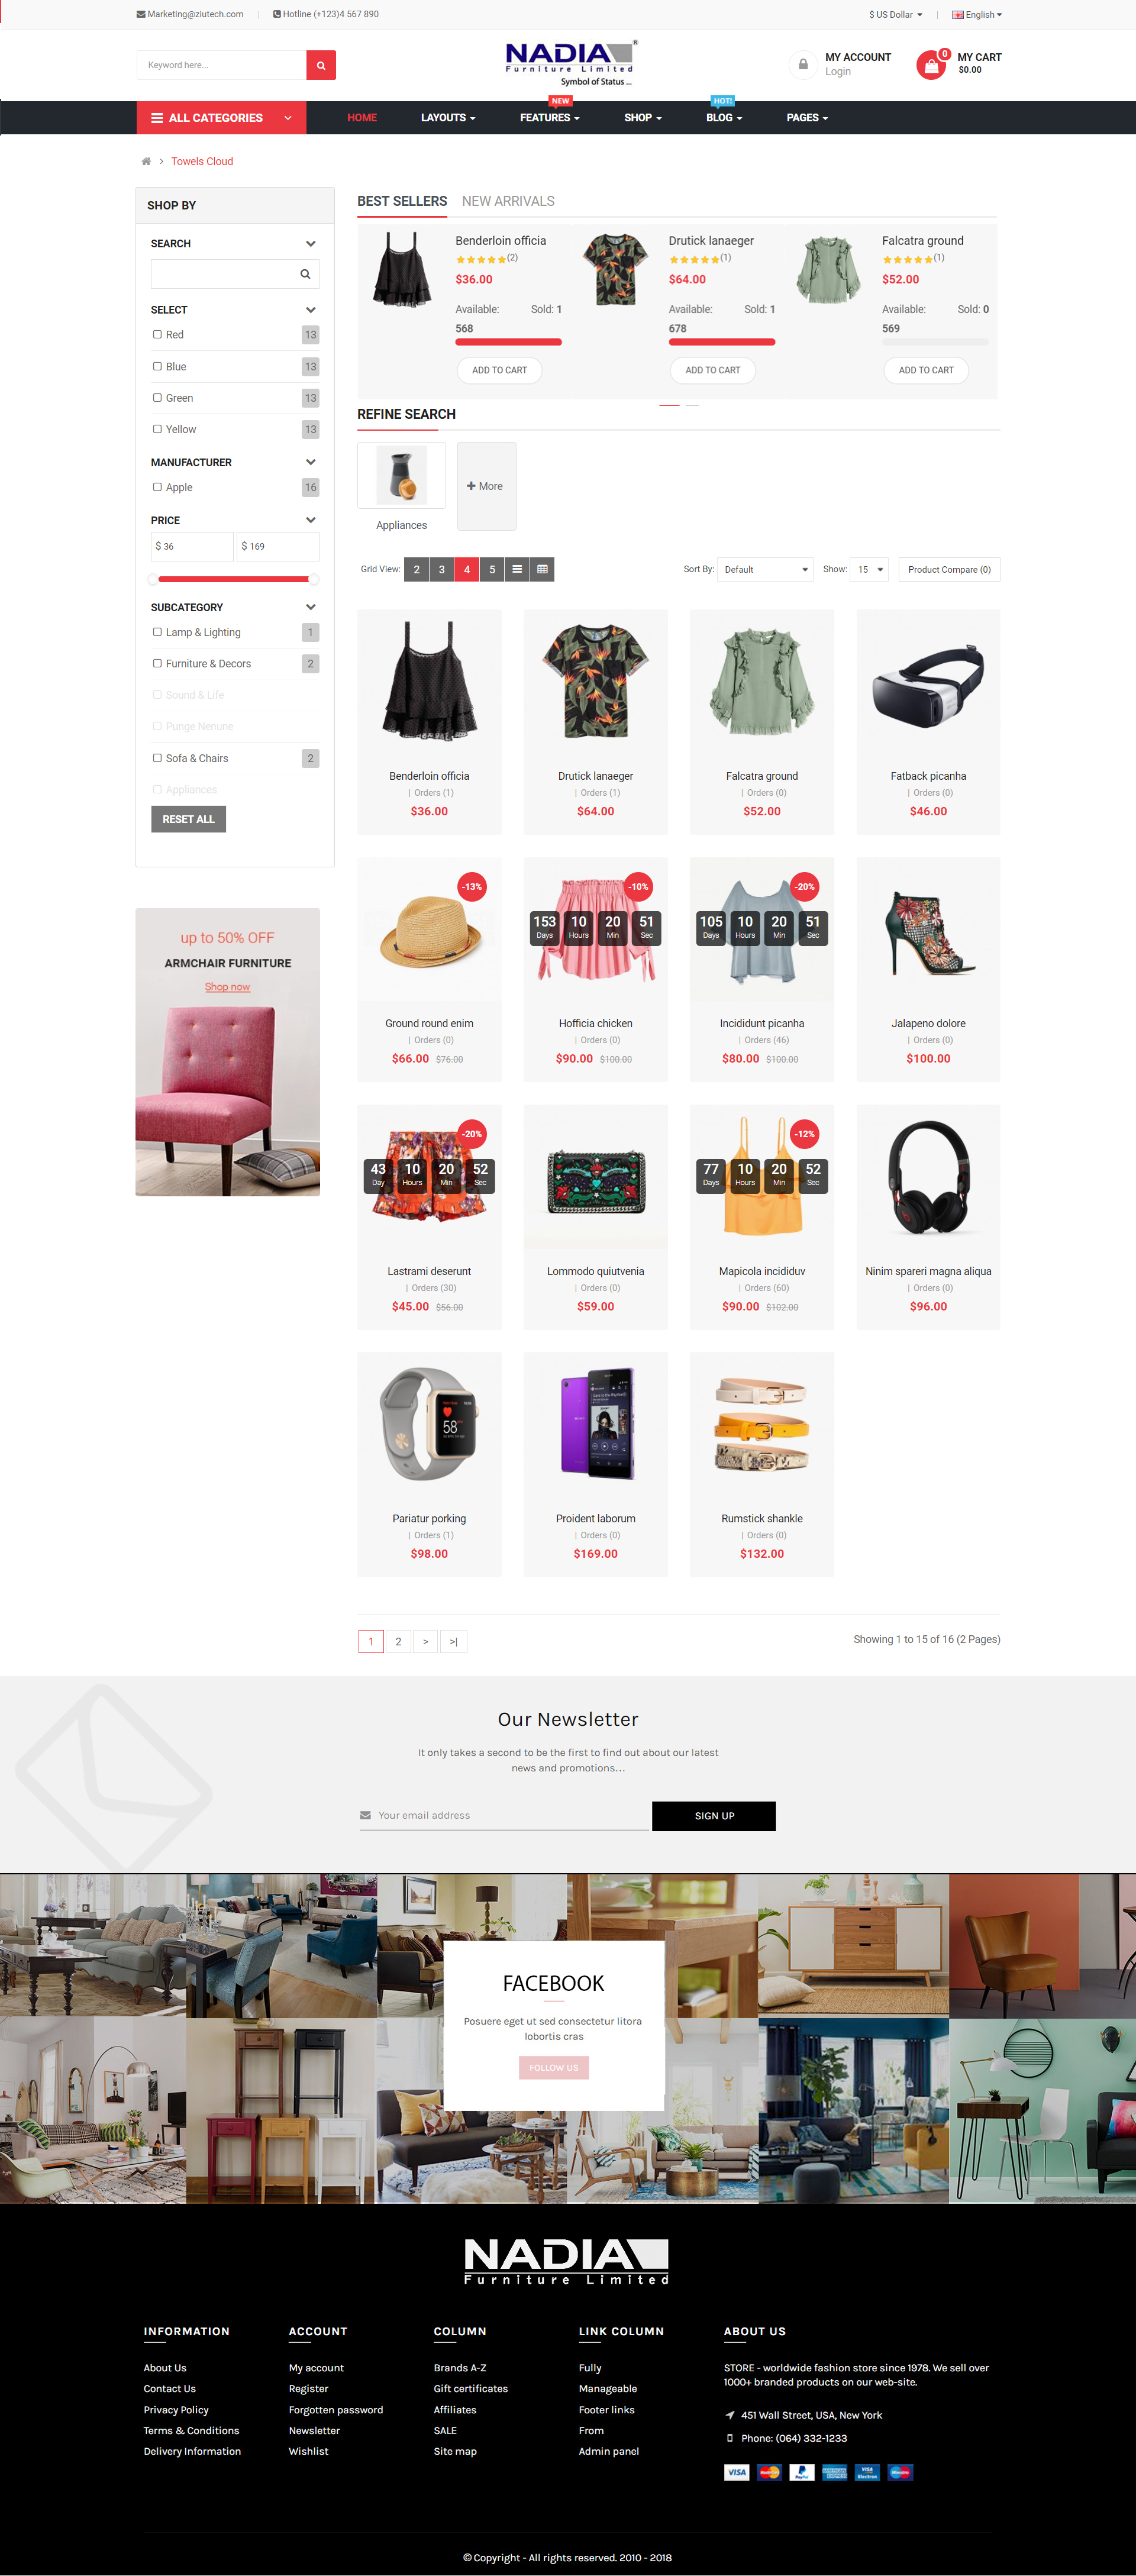 Marketing@ziutech.com | Hotline (+123)4 567 890
$ US Dollar | English
Keyword here...
NADIA®
Furniture Limited
Symbol of Status ...
MY ACCOUNT
Login
0
MY CART
$0.00
ALL CATEGORIES
HOME
LAYOUTS
NEW
FEATURES
SHOP
HOT!
BLOG
PAGES
Towels Cloud
SHOP BY
SEARCH
SELECT
Red 13
Blue 13
Green 13
Yellow 13
MANUFACTURER
Apple 16
PRICE
$ 36 $ 169
SUBCATEGORY
Lamp & Lighting 1
Furniture & Decors 2
Sound & Life
Punge Nenune
Sofa & Chairs 2
Appliances
RESET ALL
up to 50% OFF
ARMCHAIR FURNITURE
Shop now
BEST SELLERS NEW ARRIVALS
Benderloin officia
(2)
$36.00
Available: Sold: 1
568
ADD TO CART
Drutick lanaeger
(1)
$64.00
Available: Sold: 1
678
ADD TO CART
Falcatra ground
(1)
$52.00
Available: Sold: 0
569
ADD TO CART
REFINE SEARCH
Appliances
+ More
Grid View: 2 3 4 5
Sort By: Default Show: 15 Product Compare (0)
Benderloin officia
| Orders (1)
$36.00
Drutick lanaeger
| Orders (1)
$64.00
Falcatra ground
| Orders (0)
$52.00
Fatback picanha
| Orders (0)
$46.00
-13%
Ground round enim
| Orders (0)
$66.00 $76.00
-10%
153 10 20 51
Days Hours Min Sec
Hofficia chicken
| Orders (0)
$90.00 $100.00
-20%
105 10 20 51
Days Hours Min Sec
Incididunt picanha
| Orders (46)
$80.00 $100.00
Jalapeno dolore
| Orders (0)
$100.00
-20%
43 10 20 52
Day Hours Min Sec
Lastrami deserunt
| Orders (30)
$45.00 $56.00
Lommodo quiutvenia
| Orders (0)
$59.00
-12%
77 10 20 52
Days Hours Min Sec
Mapicola incididuv
| Orders (60)
$90.00 $102.00
Ninim spareri magna aliqua
| Orders (0)
$96.00
58
Pariatur porking
| Orders (1)
$98.00
Proident laborum
| Orders (0)
$169.00
Rumstick shankle
| Orders (0)
$132.00
1 2 > >|
Showing 1 to 15 of 16 (2 Pages)
Our Newsletter
It only takes a second to be the first to find out about our latest
news and promotions...
Your email address
SIGN UP
FACEBOOK
Posuere eget ut sed consectetur litora
lobortis cras
FOLLOW US
NADIA
Furniture Limited
INFORMATION
About Us
Contact Us
Privacy Policy
Terms & Conditions
Delivery Information
ACCOUNT
My account
Register
Forgotten password
Newsletter
Wishlist
COLUMN
Brands A-Z
Gift certificates
Affiliates
SALE
Site map
LINK COLUMN
Fully
Manageable
Footer links
From
Admin panel
ABOUT US
STORE - worldwide fashion store since 1978. We sell over
1000+ branded products on our web-site.
451 Wall Street, USA, New York
Phone: (064) 332-1233
VISA MasterCard PayPal AMERICAN EXPRESS VISA Electron Maestro
© Copyright - All rights reserved. 2010 - 2018